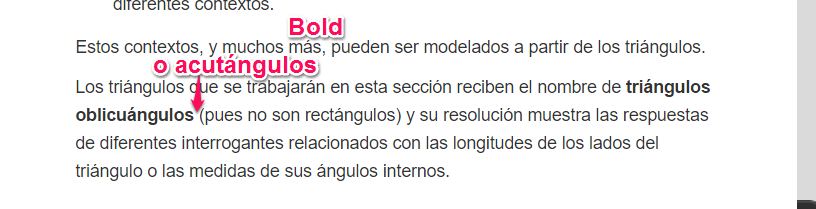 diferentes contextos.
Bold
Estos contextos, y muchos más, pueden ser modelados a partir de los triángulos.
o acutángulos
Los triángulos que se trabajarán en esta sección reciben el nombre de triángulos
oblicuángulos (pues no son rectángulos) y su resolución muestra las respuestas
de diferentes interrogantes relacionados con las longitudes de los lados del
triángulo o las medidas de sus ángulos internos.